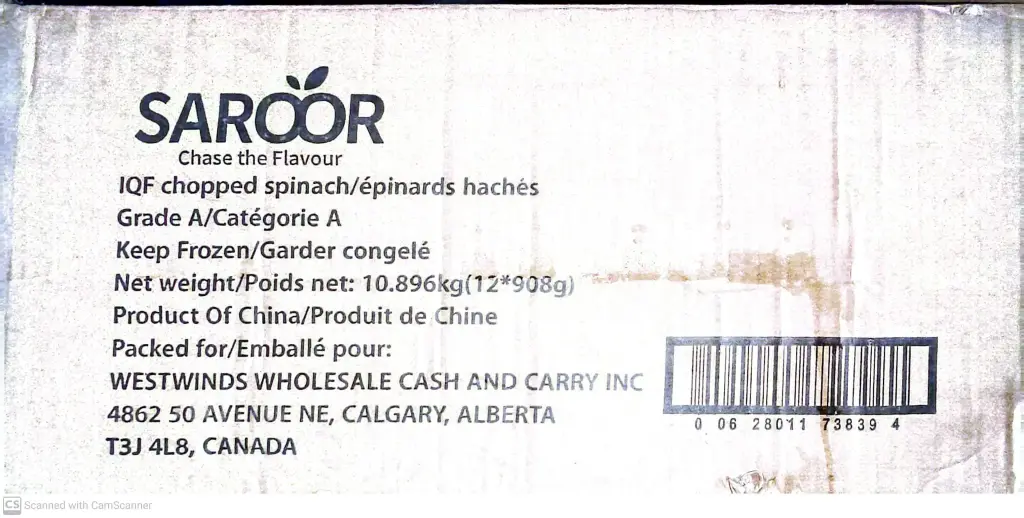 SAROOR
Chase the Flavour
IQF chopped spinach/épinards hachés
Grade A/Catégorie A
Keep Frozen/Garder congelé
Net weight/Poids net: 10.896kg(12*908g)
Product Of China/Produit de Chine
Packed for/Emballé pour:
WESTWINDS WHOLESALE CASH AND CARRY INC
4862 50 AVENUE NE, CALGARY, ALBERTA
T3J 4L8, CANADA
0 06 28011 73839 4
CS Scanned with CamScanner